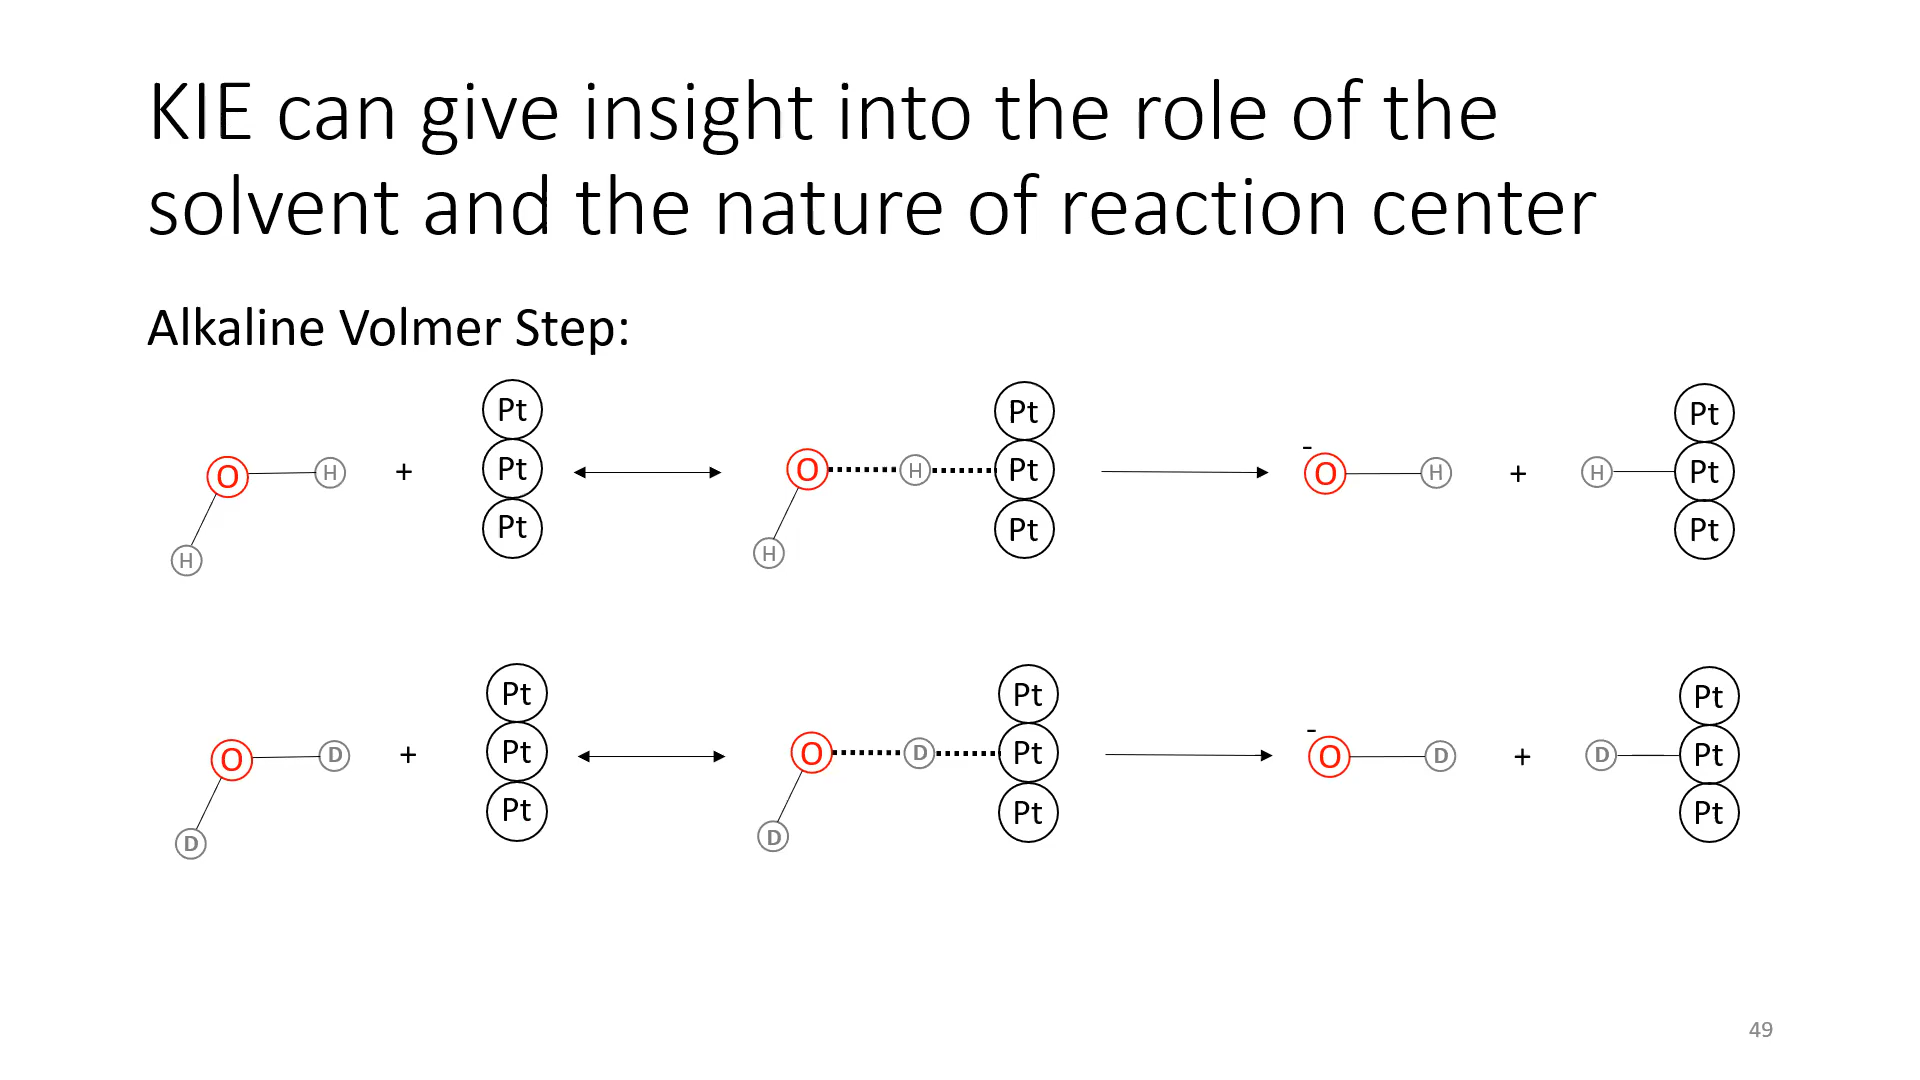 KIE can give insight into the role of the
solvent and the nature of reaction center
Alkaline Volmer Step:
Pt Pt Pt
O H + Pt O H Pt - O H + H Pt
H Pt H Pt Pt
Pt Pt Pt
O D + Pt O D Pt - O D + D Pt
D Pt D Pt Pt
49